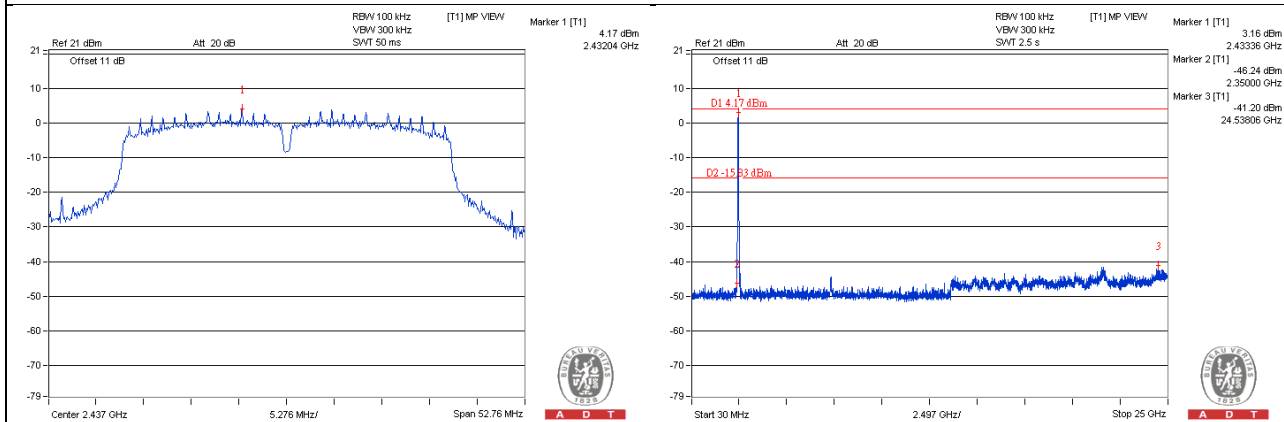 RBW 100 kHz
[T1] MP VIEW
Marker 1 [T1]
VBW 300 kHz
4.17 dBm
Ref 21 dBm
Att 20 dB
SWT 50 ms
2.43204 GHz
21
Offset 11 dB
10
1
0
-10
-20
-30
-40
-50
-60
-70
-79
Center 2.437 GHz
5.276 MHz/
Span 52.76 MHz
BUREAU VERITAS
1828
A D T
RBW 100 kHz
[T1] MP VIEW
Marker 1 [T1]
VBW 300 kHz
3.16 dBm
Ref 21 dBm
Att 20 dB
SWT 2.5 s
2.43336 GHz
Marker 2 [T1]
-46.24 dBm
2.35000 GHz
Marker 3 [T1]
-41.20 dBm
24.53806 GHz
21
Offset 11 dB
10
1
D1 4.17 dBm
0
-10
D2 -15.83 dBm
-20
-30
-40
2
3
-50
-60
-70
-79
Start 30 MHz
2.497 GHz/
Stop 25 GHz
BUREAU VERITAS
1828
A D T